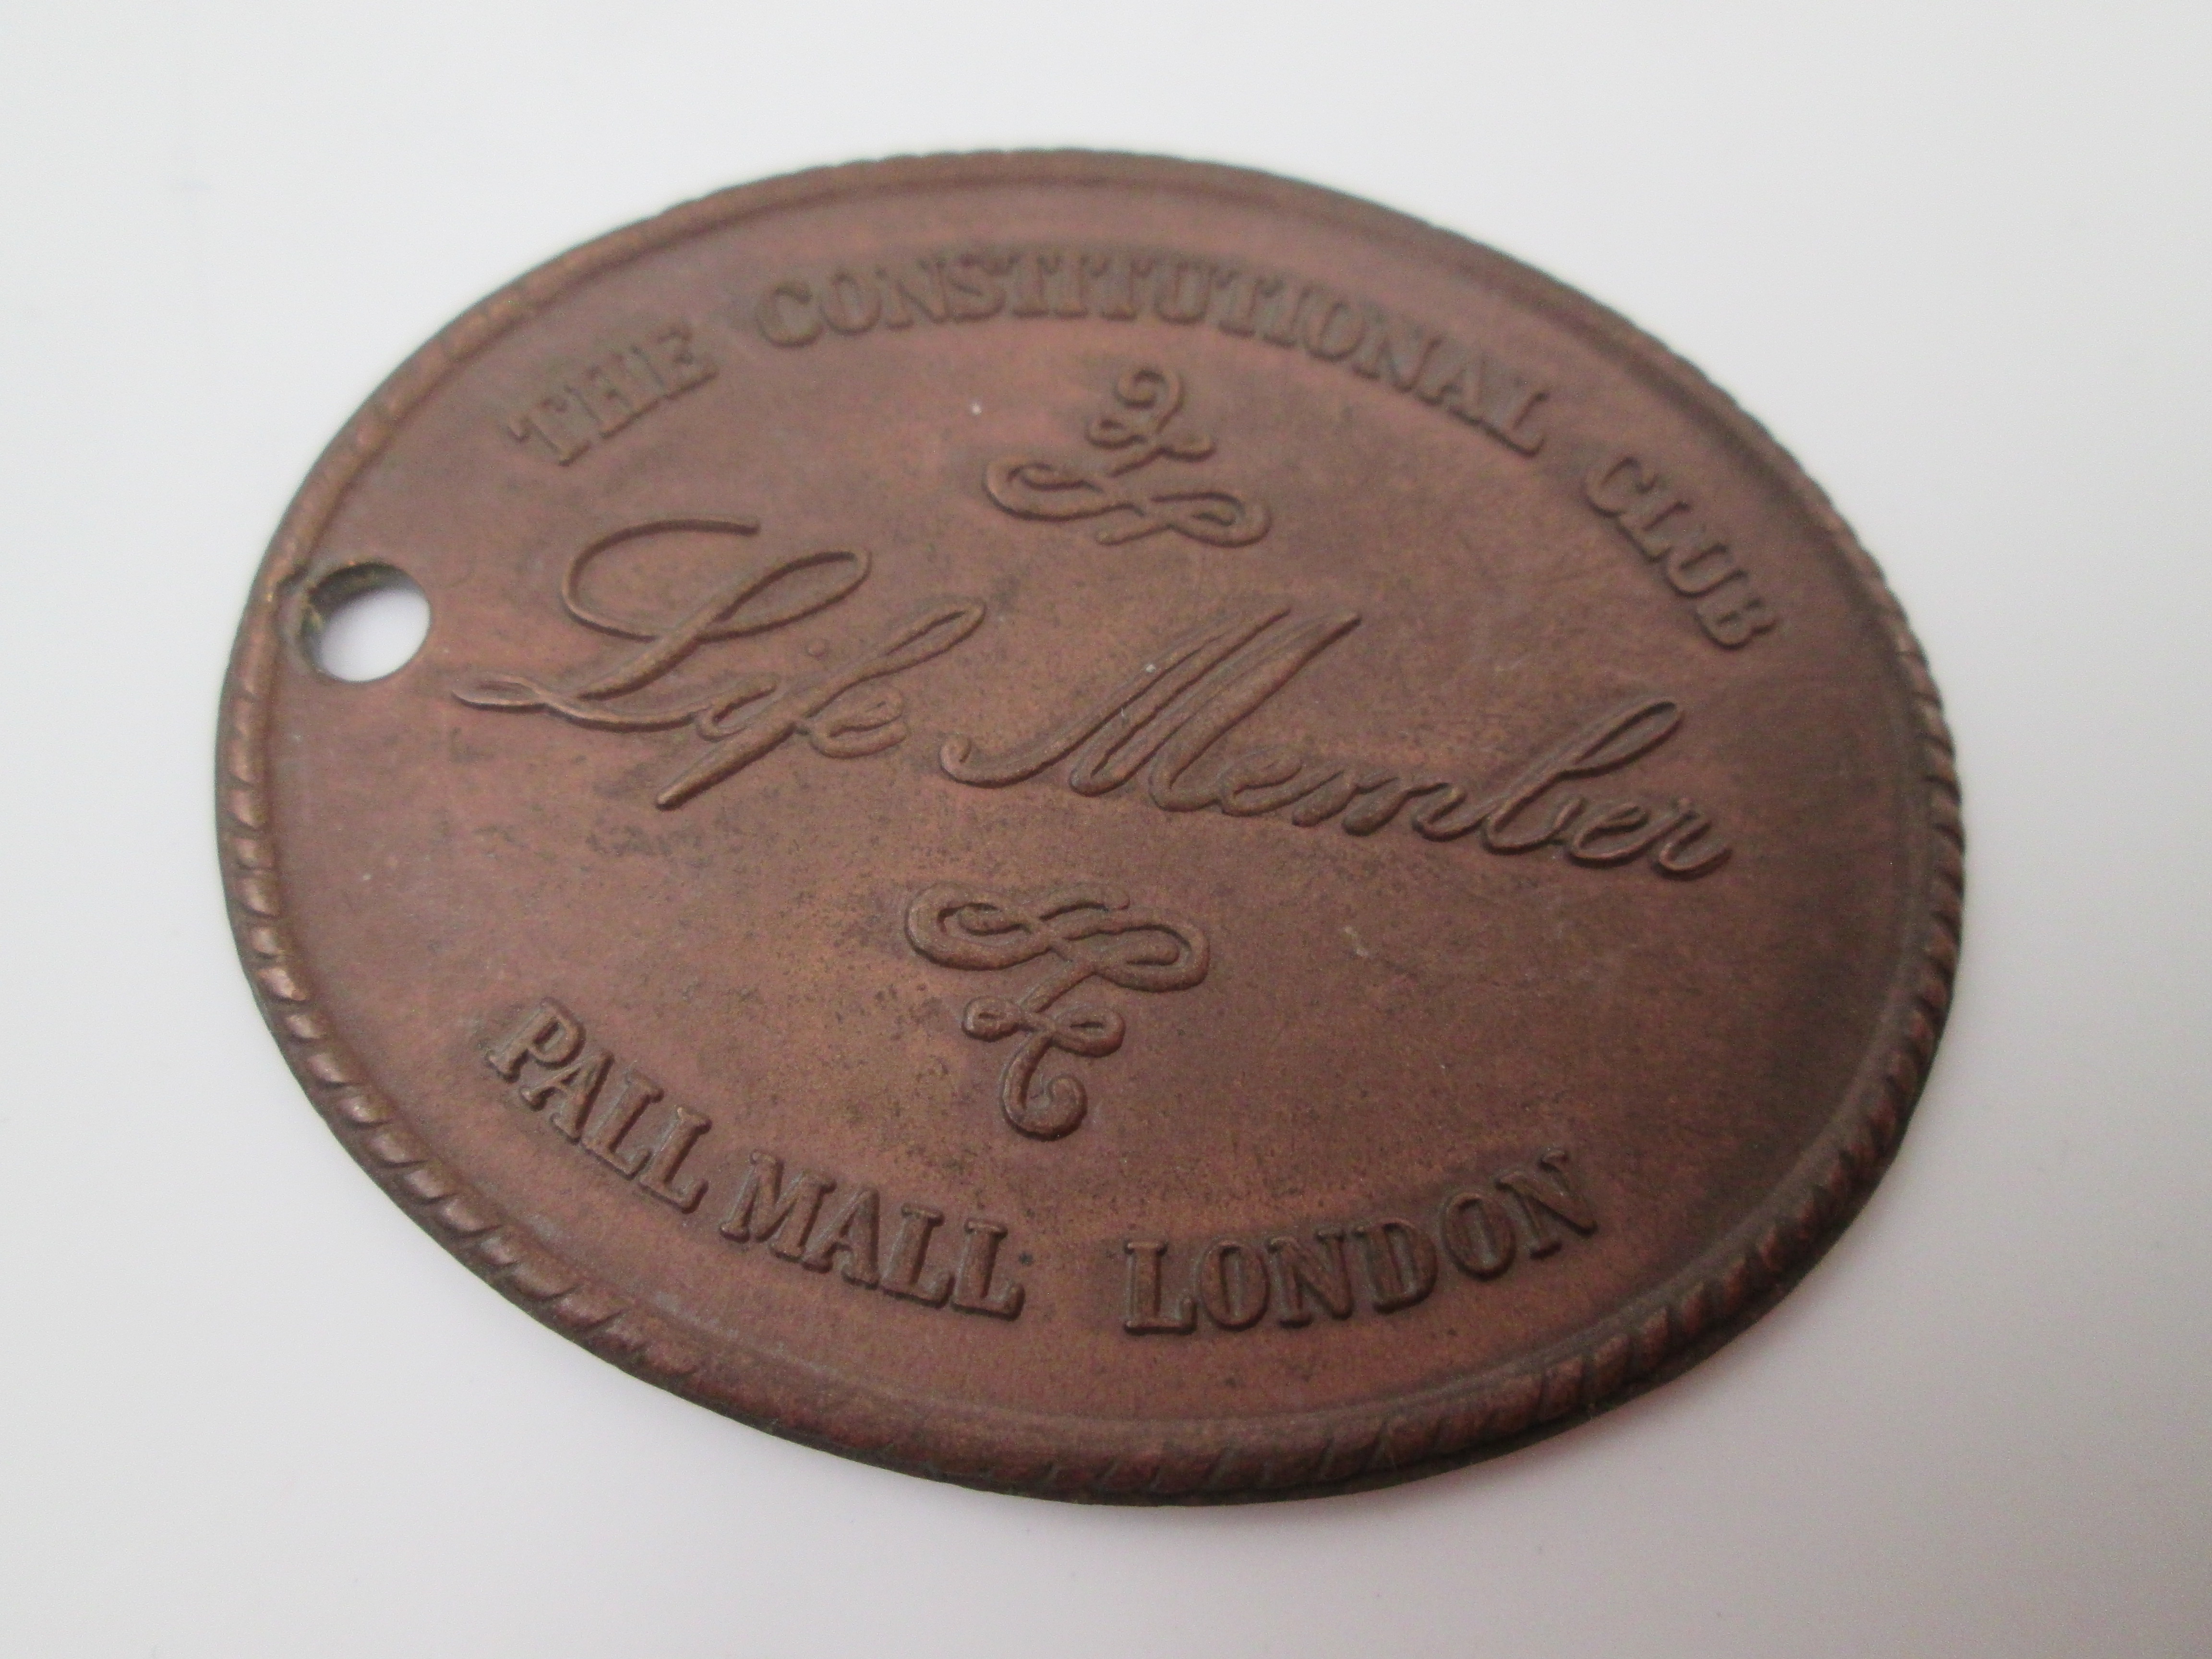 THE CONSTITUTIONAL CLUB
Life Member
PALL MALL LONDON